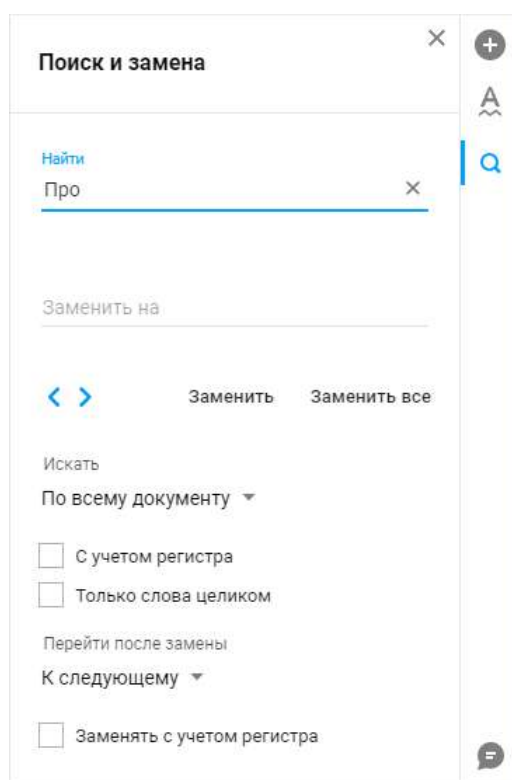 Поиск и замена
Найти
Про
Заменить на
Заменить Заменить все
Искать
По всему документу
С учетом регистра
Только слова целиком
Перейти после замены
К следующему
Заменять с учетом регистра